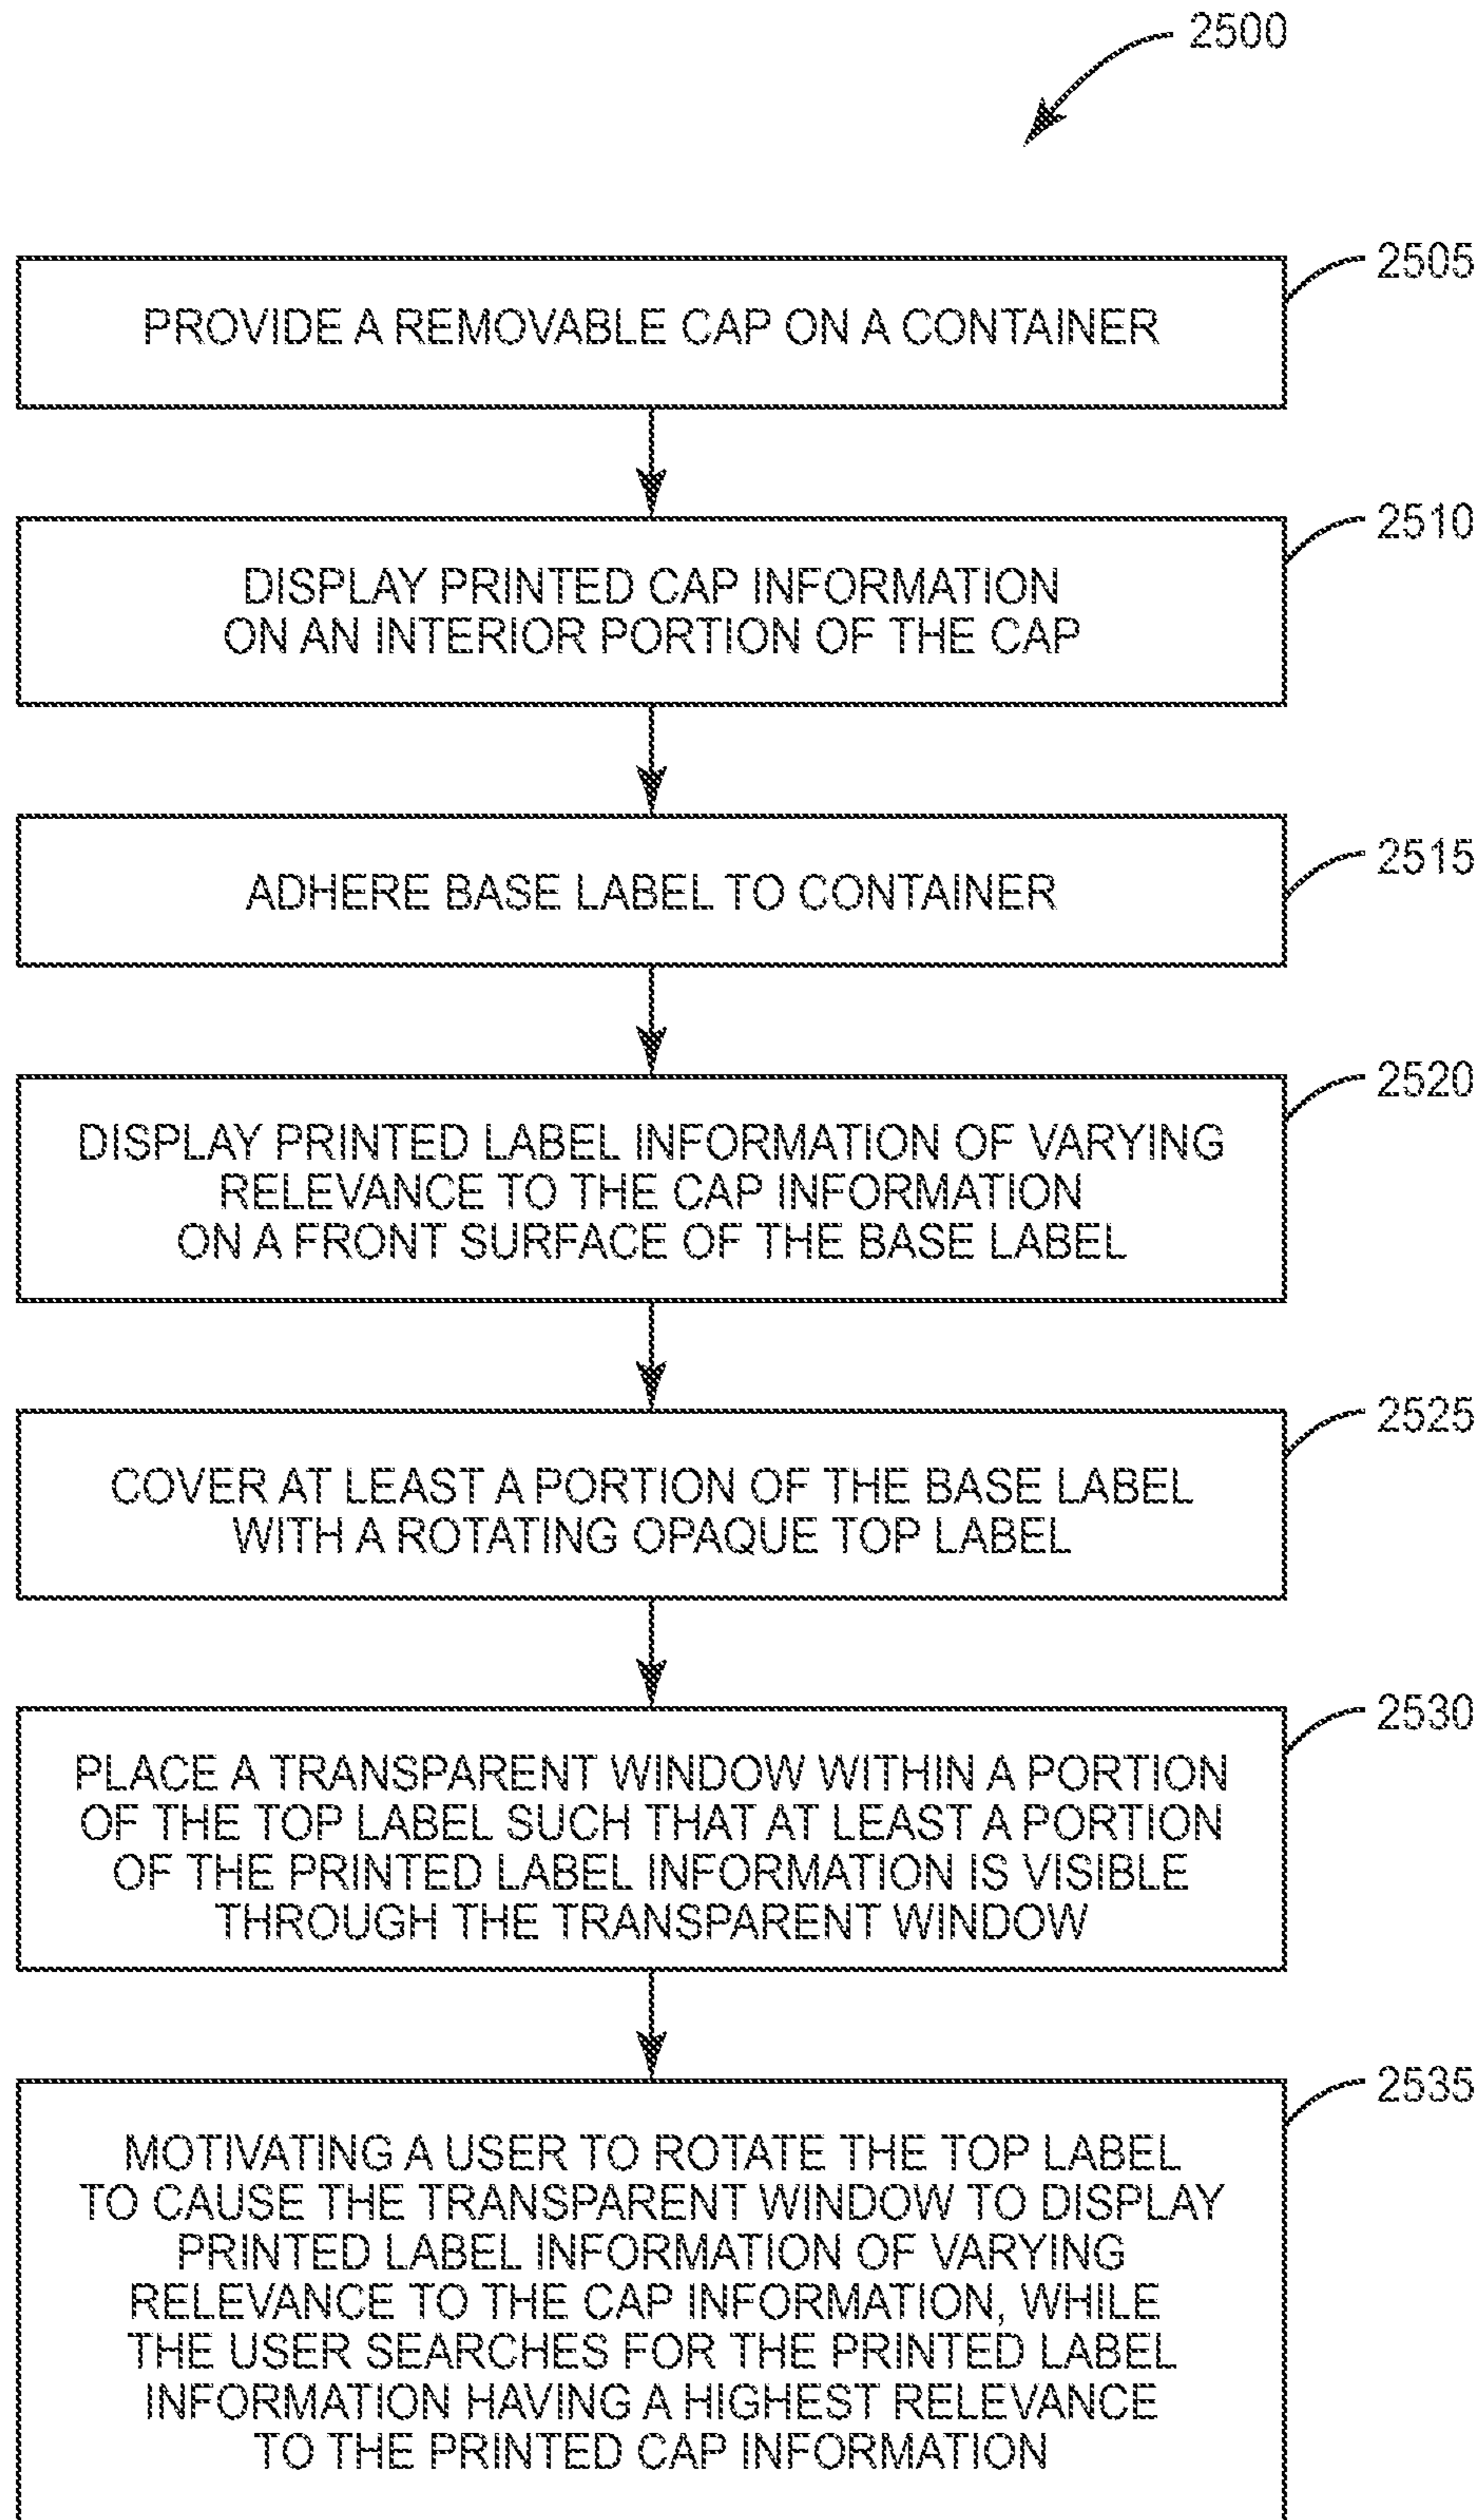 2500
2505
PROVIDE A REMOVABLE CAP ON A CONTAINER
2510
DISPLAY PRINTED CAP INFORMATION
ON AN INTERIOR PORTION OF THE CAP
2515
ADHERE BASE LABEL TO CONTAINER
2520
DISPLAY PRINTED LABEL INFORMATION OF VARYING
RELEVANCE TO THE CAP INFORMATION
ON A FRONT SURFACE OF THE BASE LABEL
2525
COVER AT LEAST A PORTION OF THE BASE LABEL
WITH A ROTATING OPAQUE TOP LABEL
2530
PLACE A TRANSPARENT WINDOW WITHIN A PORTION
OF THE TOP LABEL SUCH THAT AT LEAST A PORTION
OF THE PRINTED LABEL INFORMATION IS VISIBLE
THROUGH THE TRANSPARENT WINDOW
2535
MOTIVATING A USER TO ROTATE THE TOP LABEL
TO CAUSE THE TRANSPARENT WINDOW TO DISPLAY
PRINTED LABEL INFORMATION OF VARYING
RELEVANCE TO THE CAP INFORMATION, WHILE
THE USER SEARCHES FOR THE PRINTED LABEL
INFORMATION HAVING A HIGHEST RELEVANCE
TO THE PRINTED CAP INFORMATION